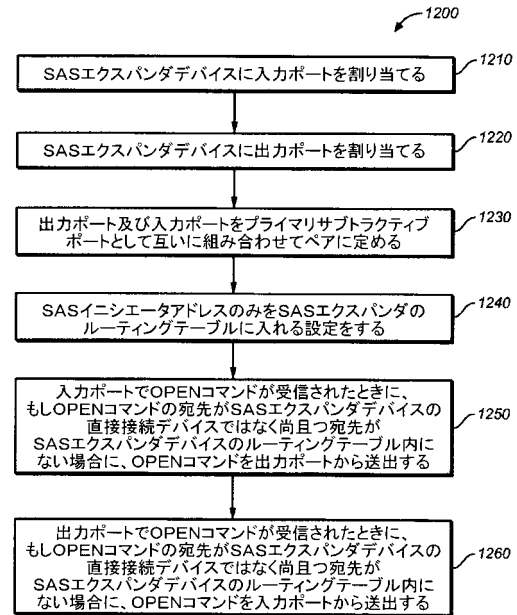 1200
SASエクスパンダデバイスに入力ポートを割り当てる
1210
SASエクスパンダデバイスに出力ポートを割り当てる
1220
出力ポート及び入力ポートをプライマリサブトラクティブ
ポートとして互いに組み合わせてペアに定める
1230
SASイニシエータアドレスのみをSASエクスパンダの
ルーティングテーブルに入れる設定をする
1240
入力ポートでOPENコマンドが受信されたときに、
もしOPENコマンドの宛先がSASエクスパンダデバイスの
直接接続デバイスではなく尚且つ宛先が
SASエクスパンダデバイスのルーティングテーブル内に
ない場合に、OPENコマンドを出力ポートから送出する
1250
出力ポートでOPENコマンドが受信されたときに、
もしOPENコマンドの宛先がSASエクスパンダデバイスの
直接接続デバイスではなく尚且つ宛先が
SASエクスパンダデバイスのルーティングテーブル内に
ない場合に、OPENコマンドを入力ポートから送出する
1260